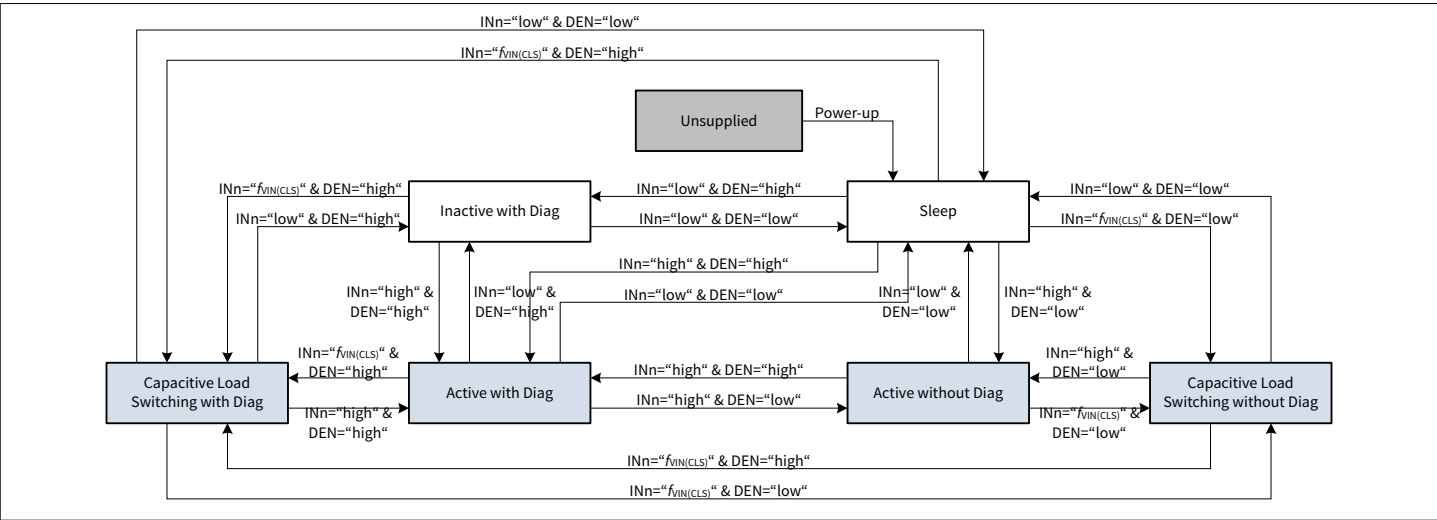 INn=“low“ & DEN=“low“
INn=“fVIN(CLS)“ & DEN=“high“
Unsupplied
Power-up
INn=“fVIN(CLS)“ & DEN=“high“
INn=“low“ & DEN=“high“
Inactive with Diag
INn=“low“ & DEN=“high“
INn=“low“ & DEN=“low“
Sleep
INn=“low“ & DEN=“low“
INn=“fVIN(CLS)“ & DEN=“low“
INn=“high“ & DEN=“high“
INn=“low“ & DEN=“low“
INn=“high“ &
DEN=“high“
INn=“low“ &
DEN=“high“
INn=“low“ &
DEN=“low“
INn=“high“ &
DEN=“low“
Capacitive Load
Switching with Diag
INn=“fVIN(CLS)“ &
DEN=“high“
INn=“high“ &
DEN=“high“
Active with Diag
INn=“high“ & DEN=“high“
INn=“high“ & DEN=“low“
Active without Diag
INn=“high“ &
DEN=“low“
INn=“fVIN(CLS)“ &
DEN=“low“
Capacitive Load
Switching without Diag
INn=“fVIN(CLS)“ & DEN=“high“
INn=“fVIN(CLS)“ & DEN=“low“